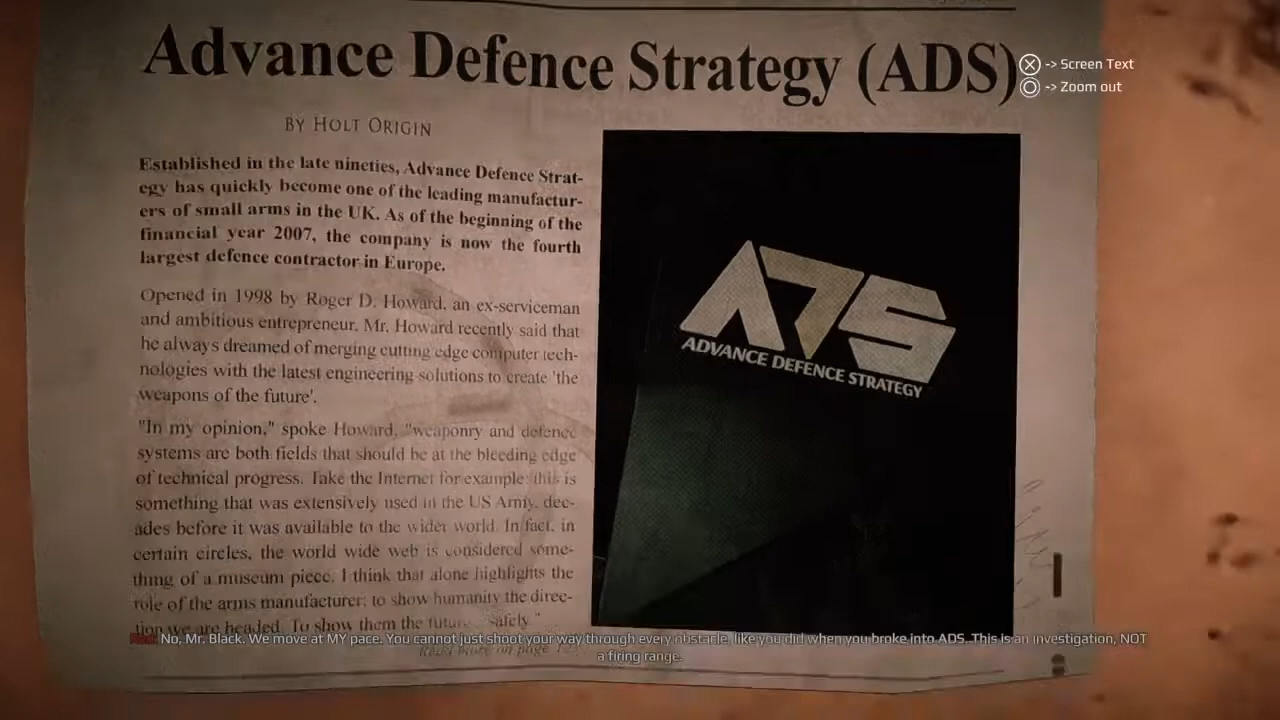 Advance Defence Strategy (ADS)
-> Screen Text
-> Zoom out
BY HOLT ORIGIN
Established in the late nineties, Advance Defence Strat-
egy has quickly become one of the leading manufactur-
ers of small arms in the UK. As of the beginning of the
financial year 2007, the company is now the fourth
largest defence contractor in Europe.
Opened in 1998 by Roger D. Howard, an ex-serviceman
and ambitious entrepreneur. Mr. Howard recently said that
he always dreamed of merging cutting edge computer tech-
nologies with the latest engineering solutions to create 'the
weapons of the future'.
"In my opinion," spoke Howard, "weaponry and defence
systems are both fields that should be at the bleeding edge
of technical progress. Take the Internet for example: this is
something that was extensively used in the US Army, dec-
ades before it was available to the wider world. In fact, in
certain circles, the world wide web is considered some-
thing of a museum piece. I think that alone highlights the
role of the arms manufacturer: to show humanity the direc-
tion we are headed. To show them the future... safely."
Read more on page
A7S
ADVANCE DEFENCE STRATEGY
Red: No, Mr. Black. We move at MY pace. You cannot just shoot your way through every obstacle, like you did when you broke into ADS. This is an investigation, NOT
a firing range.